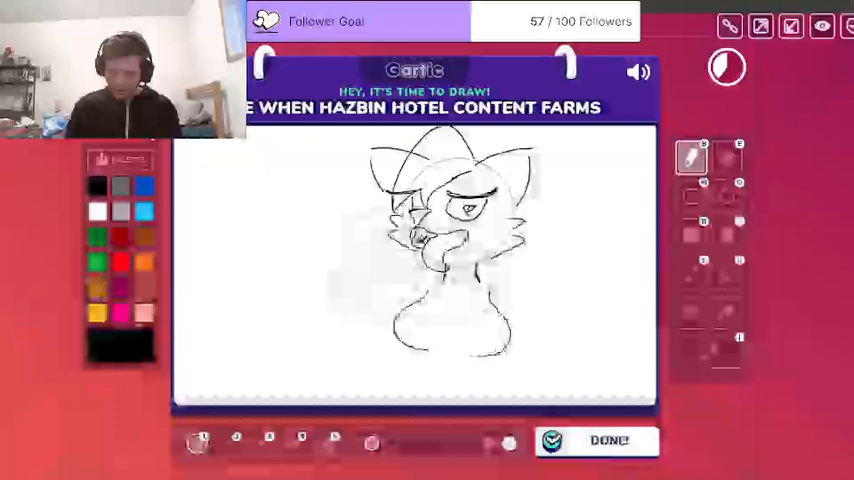 Follower Goal
57 / 100 Followers
Gartic
HEY, IT'S TIME TO DRAW!
E WHEN HAZBIN HOTEL CONTENT FARMS
DONE!